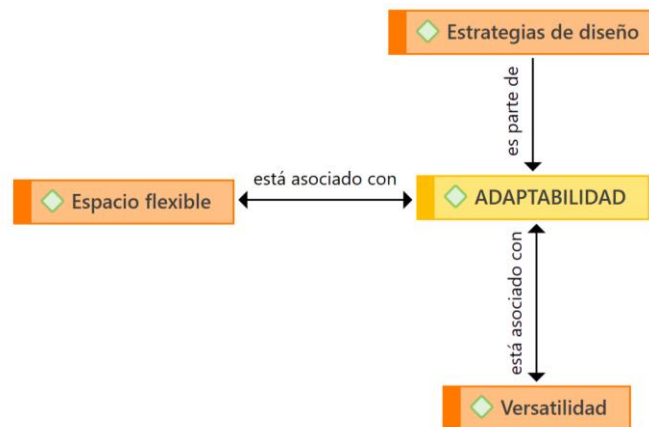 Estrategias de diseño
es parte de
está asociado con
Espacio flexible
ADAPTABILIDAD
está asociado con
Versatilidad